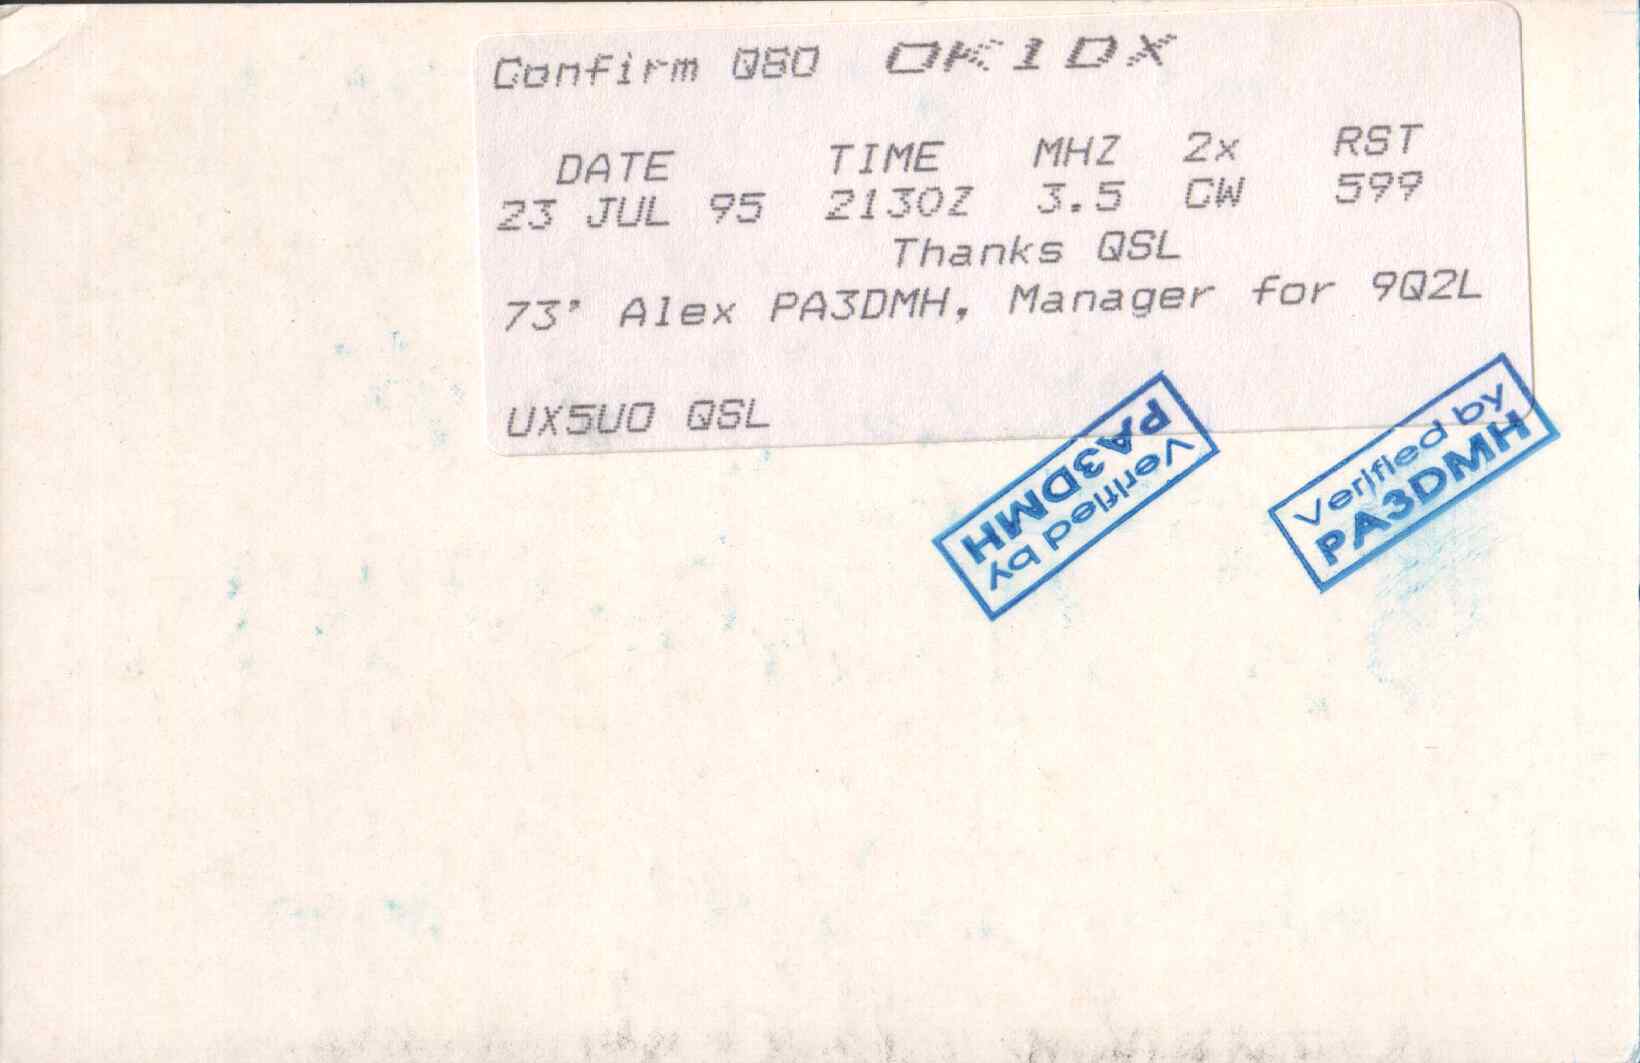 Confirm QSO OK1DX
DATE TIME MHZ 2x RST
23 JUL 95 2130Z 3.5 CW 599
Thanks QSL
73' Alex PA3DMH, Manager for 9Q2L
UX5UO QSL
Verified by
PA3DMH
Verified by
PA3DMH